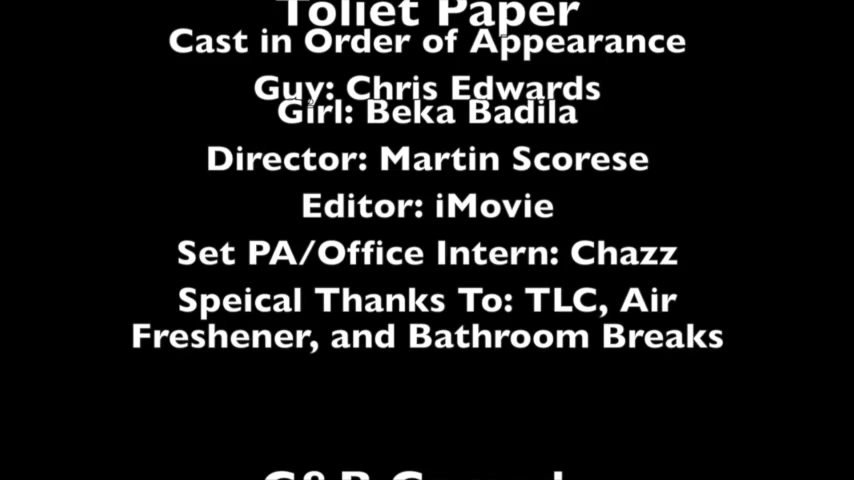 Toliet Paper
Cast in Order of Appearance
Guy: Chris Edwards
Girl: Beka Badila
Director: Martin Scorese
Editor: iMovie
Set PA/Office Intern: Chazz
Speical Thanks To: TLC, Air
Freshener, and Bathroom Breaks